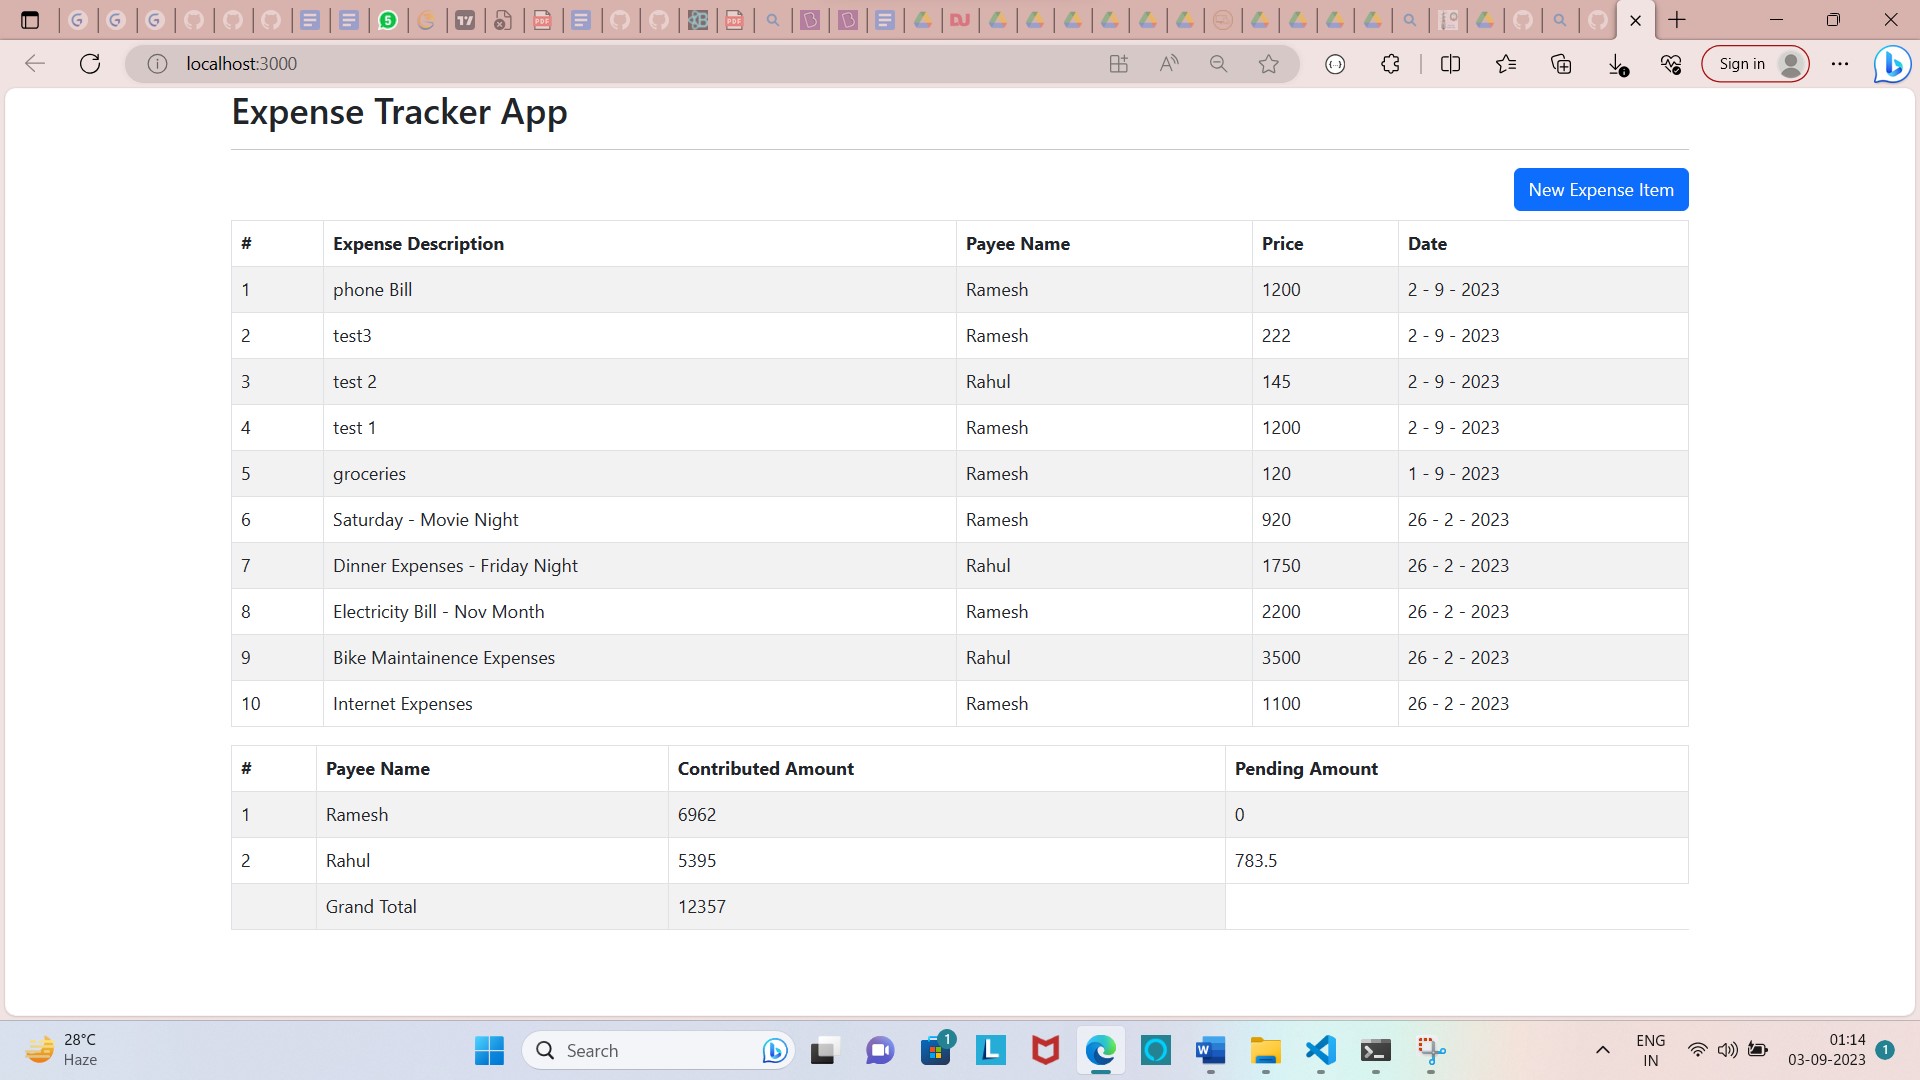 localhost:3000
Sign in
Expense Tracker App
New Expense Item
# Expense Description Payee Name Price Date
1 phone Bill Ramesh 1200 2 - 9 - 2023
2 test3 Ramesh 222 2 - 9 - 2023
3 test 2 Rahul 145 2 - 9 - 2023
4 test 1 Ramesh 1200 2 - 9 - 2023
5 groceries Ramesh 120 1 - 9 - 2023
6 Saturday - Movie Night Ramesh 920 26 - 2 - 2023
7 Dinner Expenses - Friday Night Rahul 1750 26 - 2 - 2023
8 Electricity Bill - Nov Month Ramesh 2200 26 - 2 - 2023
9 Bike Maintainence Expenses Rahul 3500 26 - 2 - 2023
10 Internet Expenses Ramesh 1100 26 - 2 - 2023
# Payee Name Contributed Amount Pending Amount
1 Ramesh 6962 0
2 Rahul 5395 783.5
Grand Total 12357
28°C
Haze
Search
1
ENG
IN
01:14
03-09-2023
1